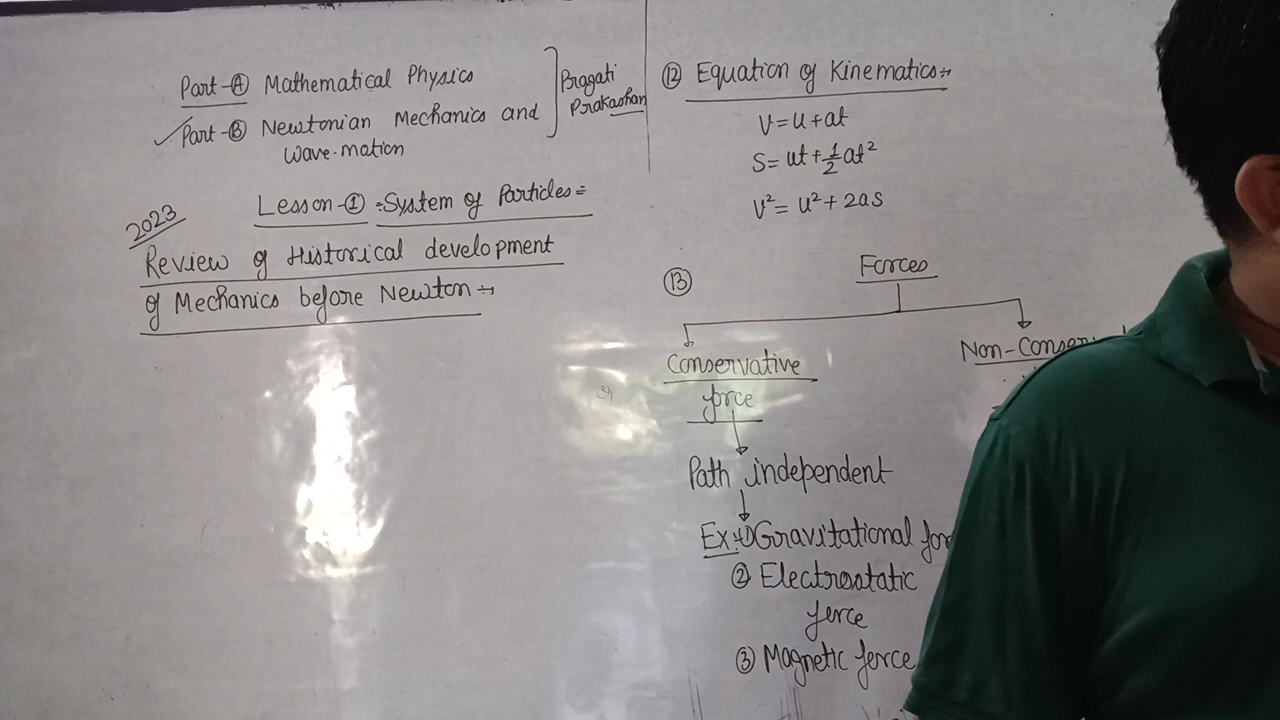 Part-Ⓐ Mathematical Physics
Part-Ⓑ Newtonian Mechanics and
wave-mation
Pragati
Prakashan
2023
Lesson-① :System of Particles:
Review of Historical development
of Mechanics before Newton :→
⑫ Equation of Kinematics:→
V=u+at
S=ut+½at²
V²=u²+2as
⑬
Forces
Conservative
force
Non-Conser
Path independent
Ex:→① Gravitational for
② Electrostatic
force
③ Magnetic force